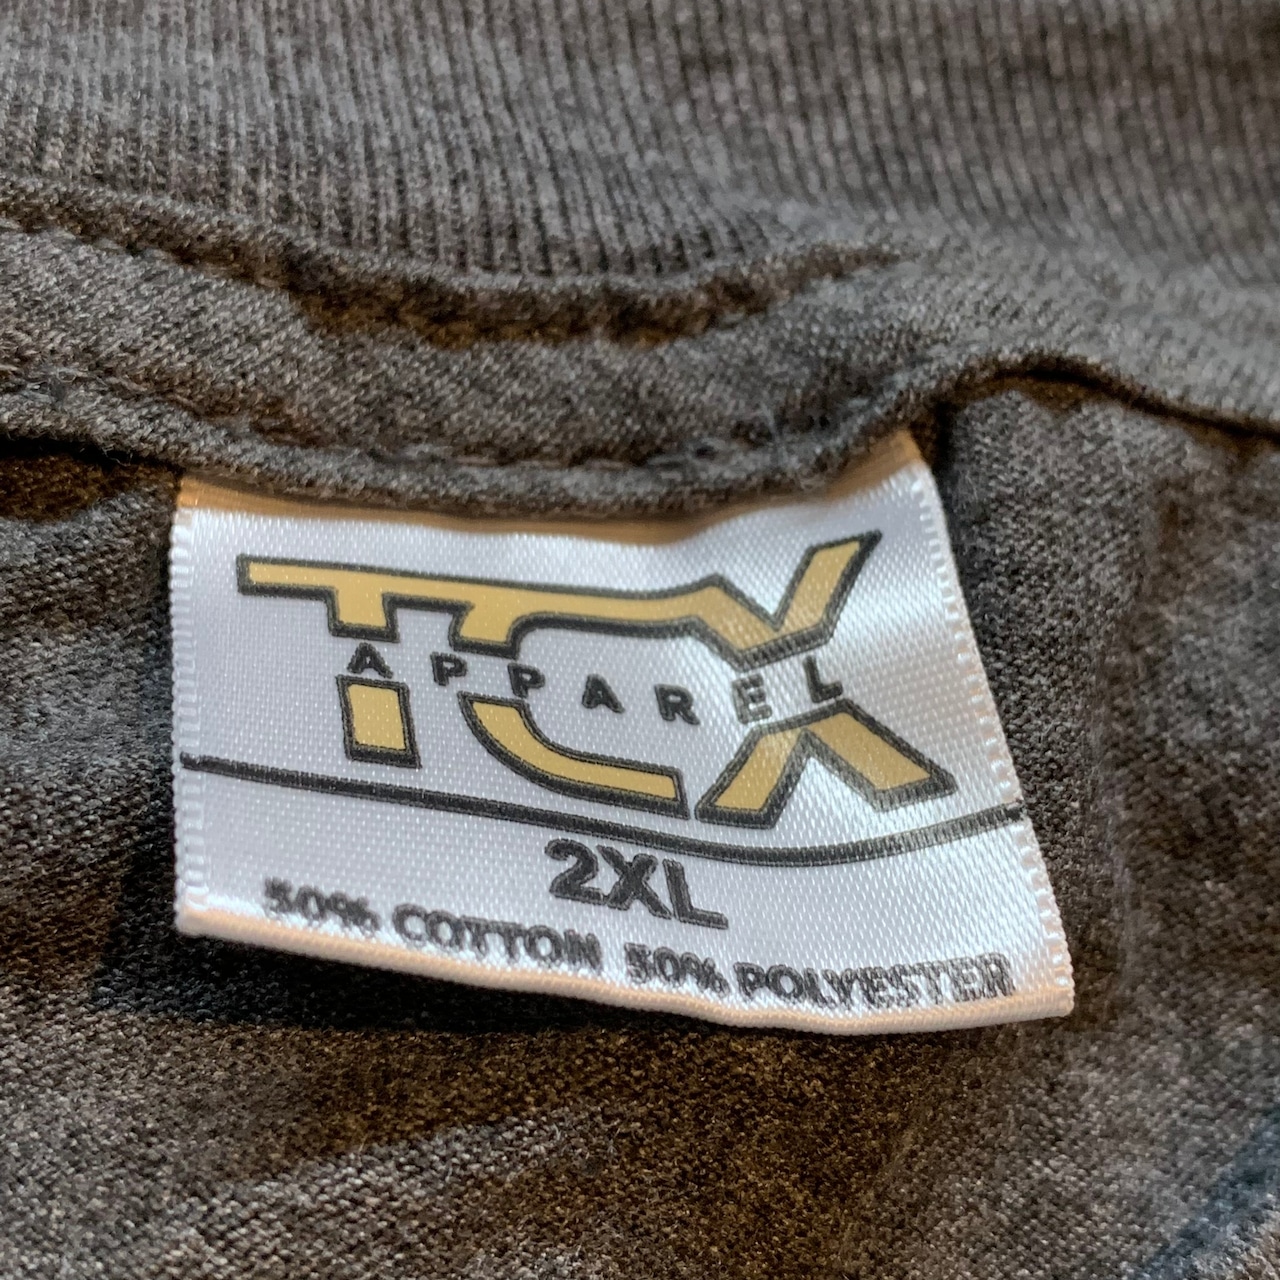 TCX
APPAREL
2XL
50% COTTON 50% POLYESTER